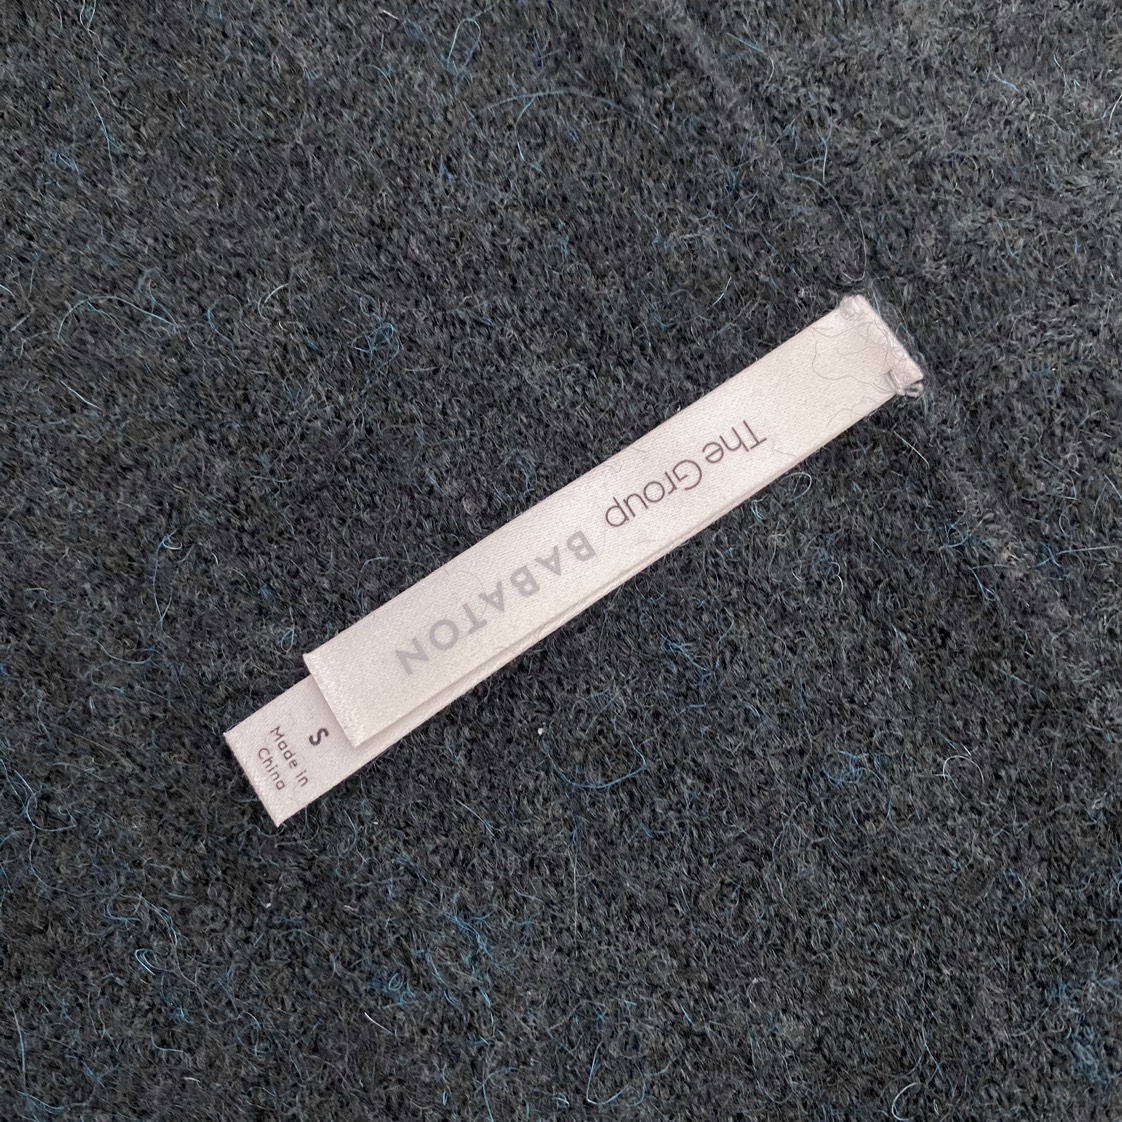 The Group
BABATON
S
Made in
China